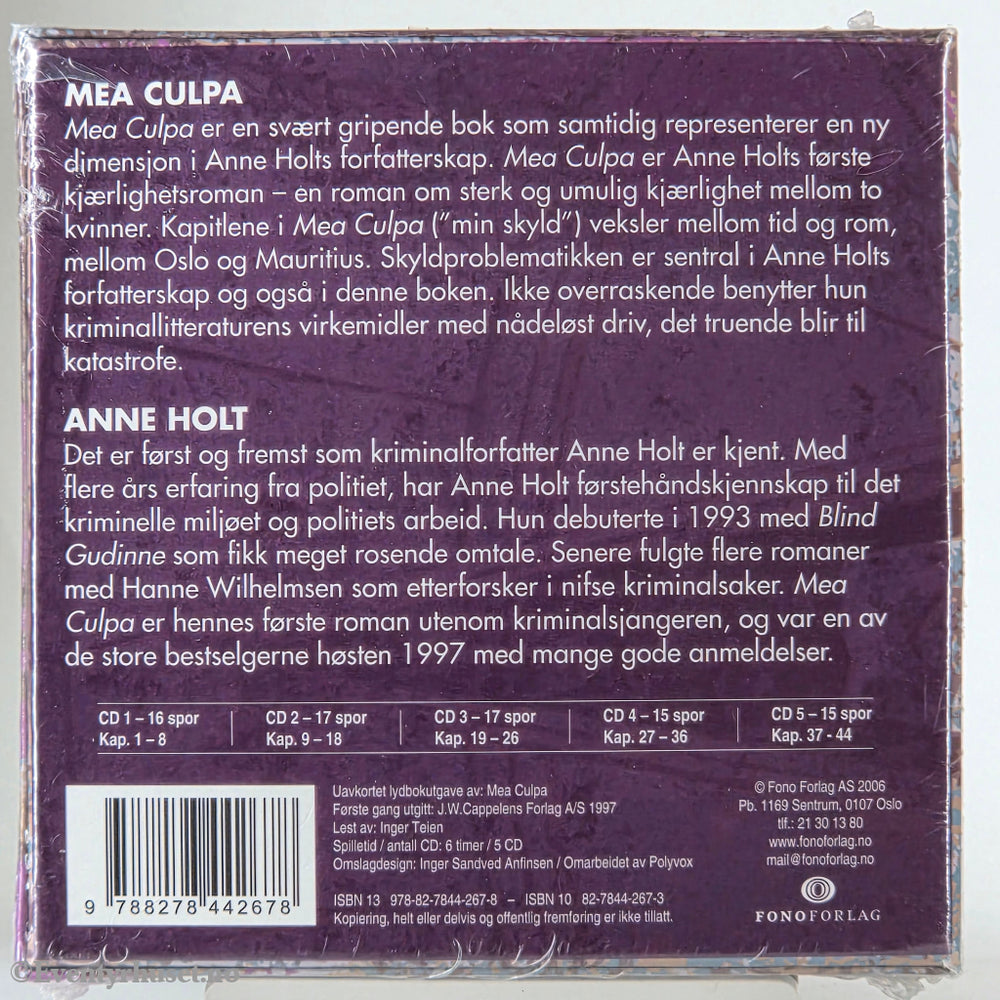 MEA CULPA
Mea Culpa er en svært gripende bok som samtidig representerer en ny
dimensjon i Anne Holts forfatterskap. Mea Culpa er Anne Holts første
kjærlighetsroman – en roman om sterk og umulig kjærlighet mellom to
kvinner. Kapitlene i Mea Culpa ("min skyld") veksler mellom tid og rom,
mellom Oslo og Mauritius. Skyldproblematikken er sentral i Anne Holts
forfatterskap og også i denne boken. Ikke overraskende benytter hun
kriminallitteraturens virkemidler med nådeløst driv, det truende blir til
katastrofe.
ANNE HOLT
Det er først og fremst som kriminalforfatter Anne Holt er kjent. Med
flere års erfaring fra politiet, har Anne Holt førstehåndskjennskap til det
kriminelle miljøet og politiets arbeid. Hun debuterte i 1993 med Blind
Gudinne som fikk meget rosende omtale. Senere fulgte flere romaner
med Hanne Wilhelmsen som etterforsker i nifse kriminalsaker. Mea
Culpa er hennes første roman utenom kriminalsjangeren, og var en av
de store bestselgerne høsten 1997 med mange gode anmeldelser.
CD 1 – 16 spor CD 2 – 17 spor CD 3 – 17 spor CD 4 – 15 spor CD 5 – 15 spor
Kap. 1 – 8 Kap. 9 – 18 Kap. 19 – 26 Kap. 27 – 36 Kap. 37 - 44
Uavkortet lydbokutgave av: Mea Culpa
Første gang utgitt: J.W.Cappelens Forlag A/S 1997
Lest av: Inger Teien
Spilletid / antall CD: 6 timer / 5 CD
Omslagdesign: Inger Sandved Anfinsen / Omarbeidet av Polyvox
ISBN 13 978-82-7844-267-8 – ISBN 10 82-7844-267-3
Kopiering, helt eller delvis og offentlig fremføring er ikke tillatt.
© Fono Forlag AS 2006
Pb. 1169 Sentrum, 0107 Oslo
tlf.: 21 30 13 80
www.fonoforlag.no
mail@fonoforlag.no
FONOFORLAG
9 788278 442678
© Eventyrhuset.no